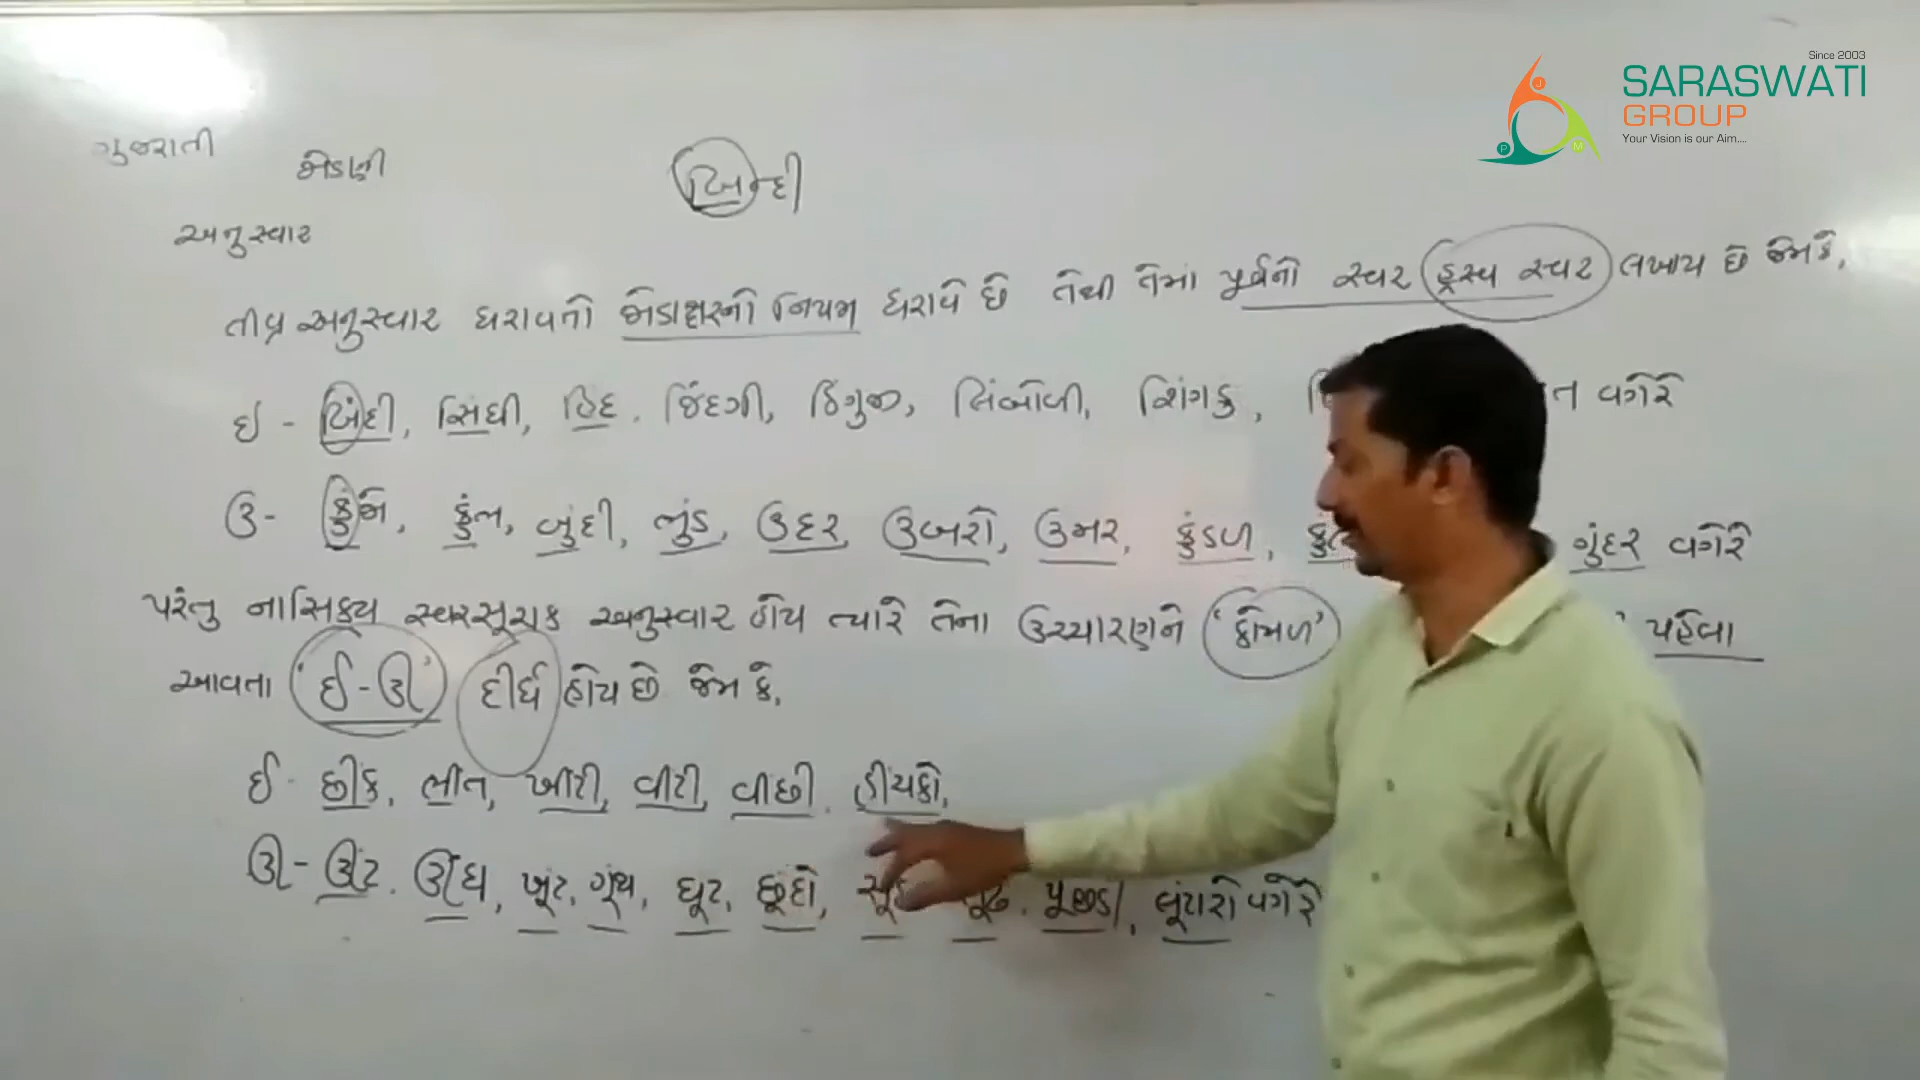 Since 2003
SARASWATI
GROUP
Your Vision is our Aim....
J
P
M
ગુજરાતી
જોડણી
બિન્દી
અનુસ્વાર
તીવ્ર અનુસ્વાર ધરાવતો જોડાક્ષરનો નિયમ ધરાવે છે તેથી તેમાં પૂર્વનો સ્વર હ્રસ્વ સ્વર લખાય છે જેમ કે,
ઇ - બિંદી, સિંધી, હિંદ, જિંદગી, ઠિંગુજી, લિંબોળી, શિંગડુ, ત વગેરે
ઉ - કુંજ, કુંભ, બુંદી, ભુંડ, ઉંદર, ઉંબરો, ઉંમર, કુંડળ, ગુંદર વગેરે
પરંતુ નાસિક્ય સ્વરસૂચક અનુસ્વાર હોય ત્યારે તેના ઉચ્ચારણને 'કોમળ' પહેલા
આવતા 'ઈ-ઊ' દીર્ઘ હોય છે જેમ કે,
ઈ - છીંક, ભીંત, ખીંટી, વીંટી, વીંછી, હીંચકો,
ઊ - ઊંટ, ઊંઘ, ખૂંટ, ગૂંથ, ઘૂંટ, છૂંદો, પૂંછડા, લૂંટારો વગેરે